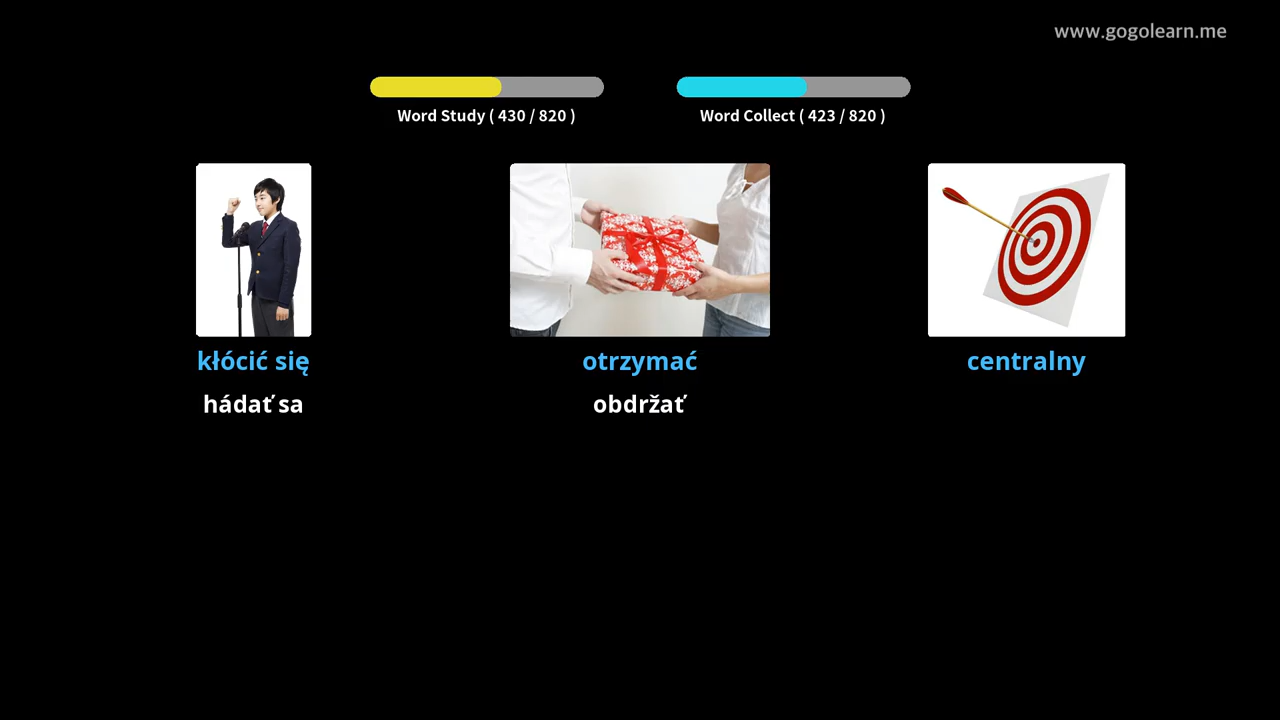 www.gogolearn.me
Word Study ( 430 / 820 )
Word Collect ( 423 / 820 )
kłócić się
otrzymać
centralny
hádať sa
obdržať